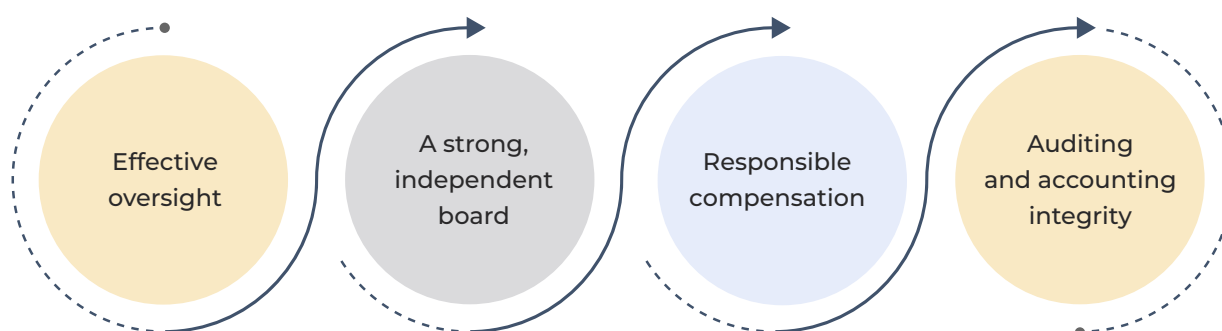 Effective
oversight
A strong,
independent
board
Responsible
compensation
Auditing
and accounting
integrity